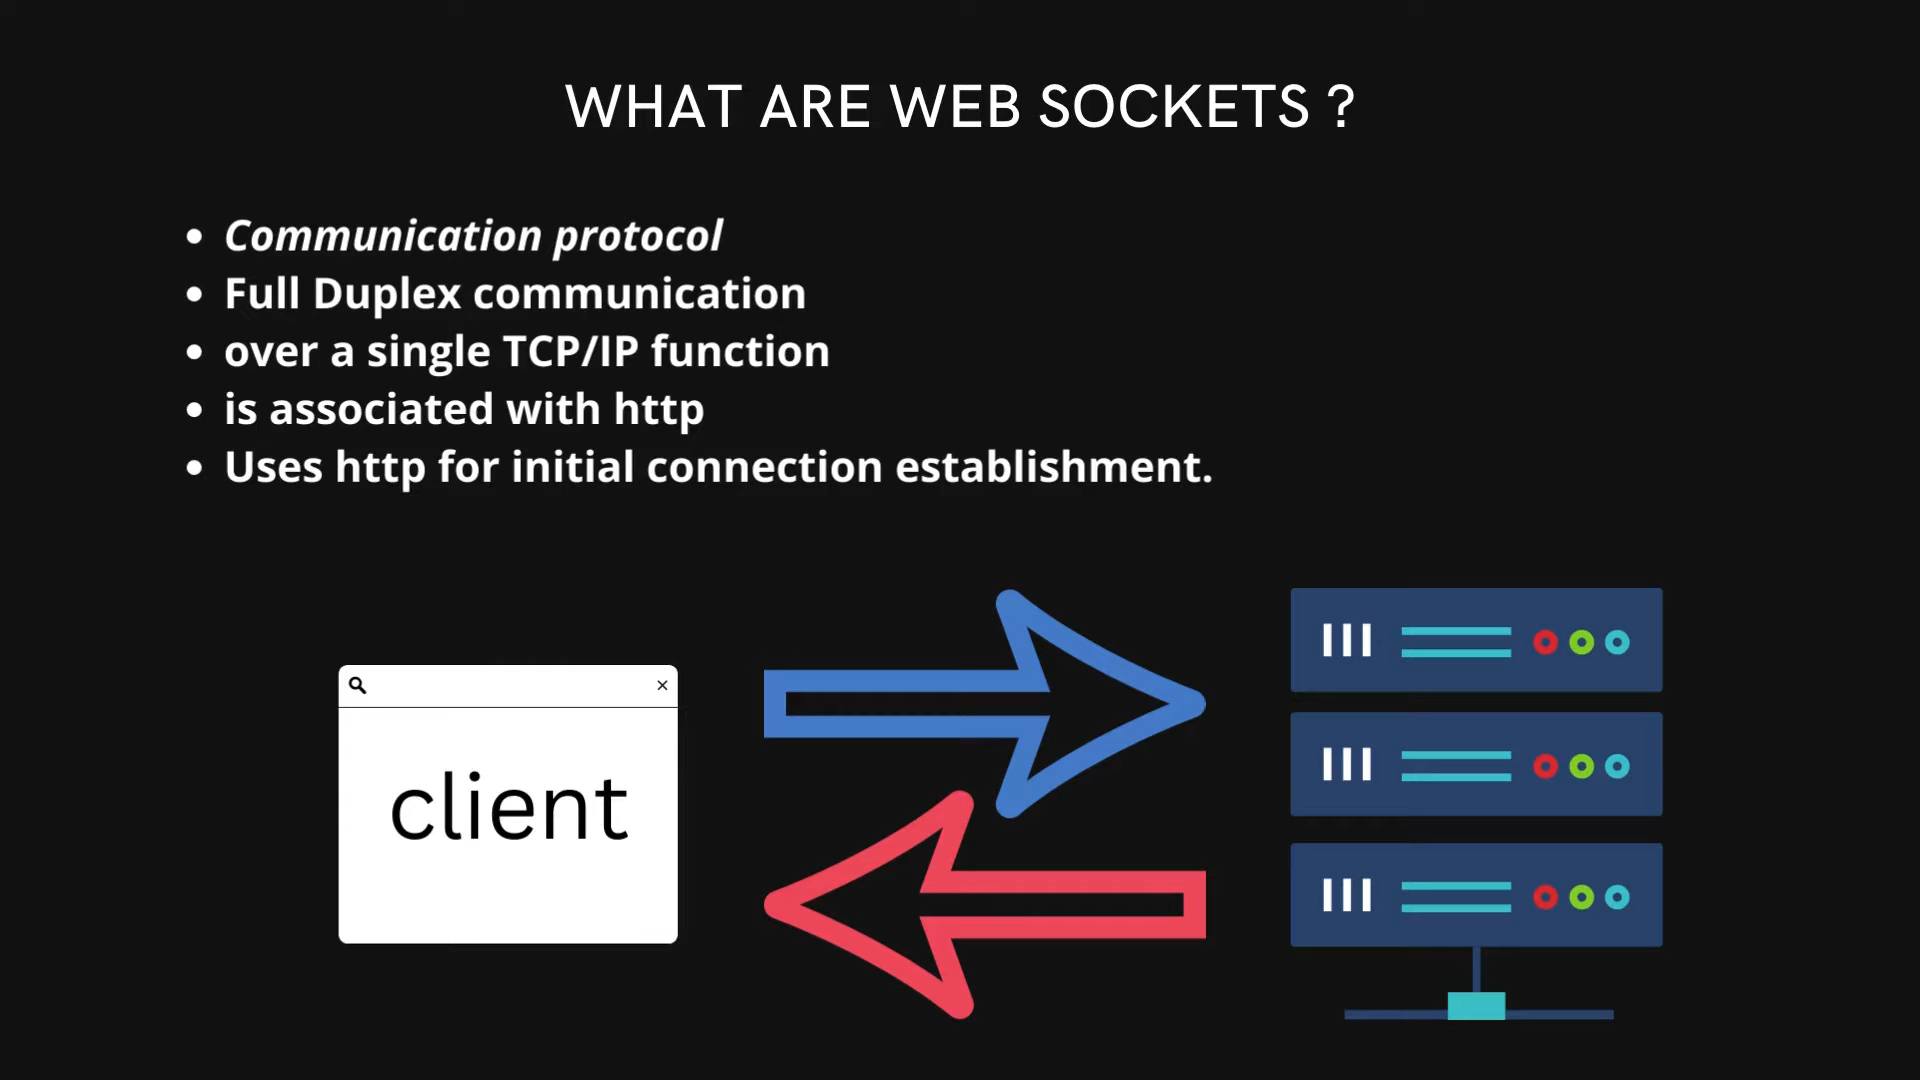 WHAT ARE WEB SOCKETS ?
• Communication protocol
• Full Duplex communication
• over a single TCP/IP function
• is associated with http
• Uses http for initial connection establishment.
client